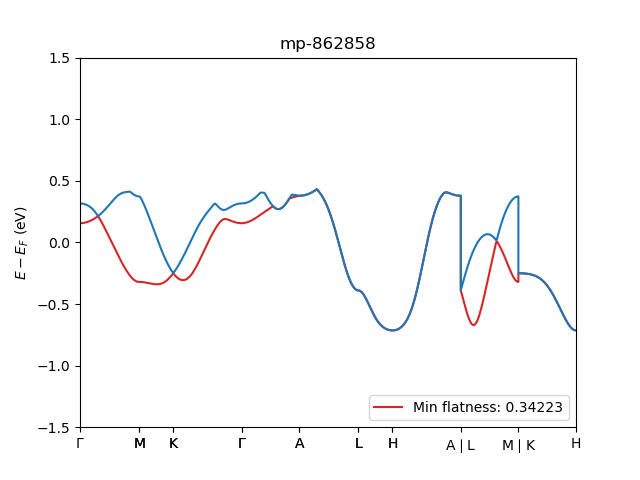 mp-862858
E − E_F (eV)
1.5
1.0
0.5
0.0
−0.5
−1.0
−1.5
Min flatness: 0.34223
Γ M K Γ A L H A | L M | K H